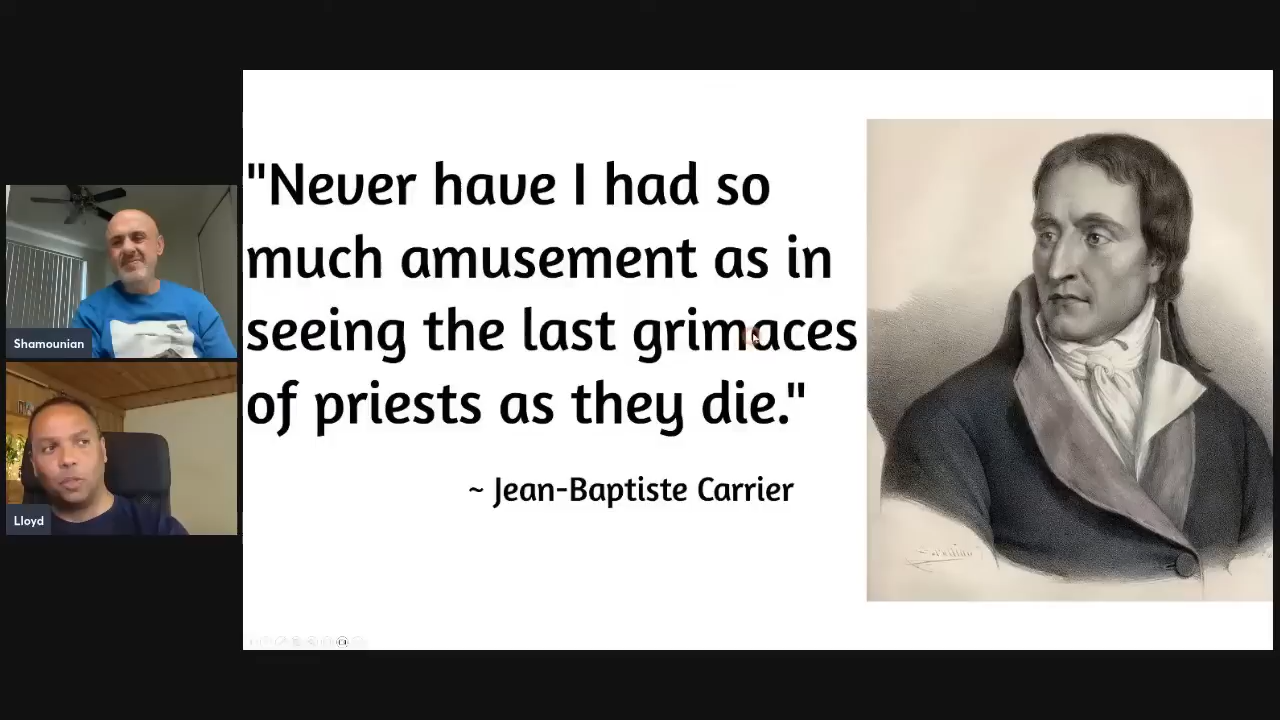 "Never have I had so
much amusement as in
seeing the last grimaces
of priests as they die."
~ Jean-Baptiste Carrier
Shamounian
Lloyd